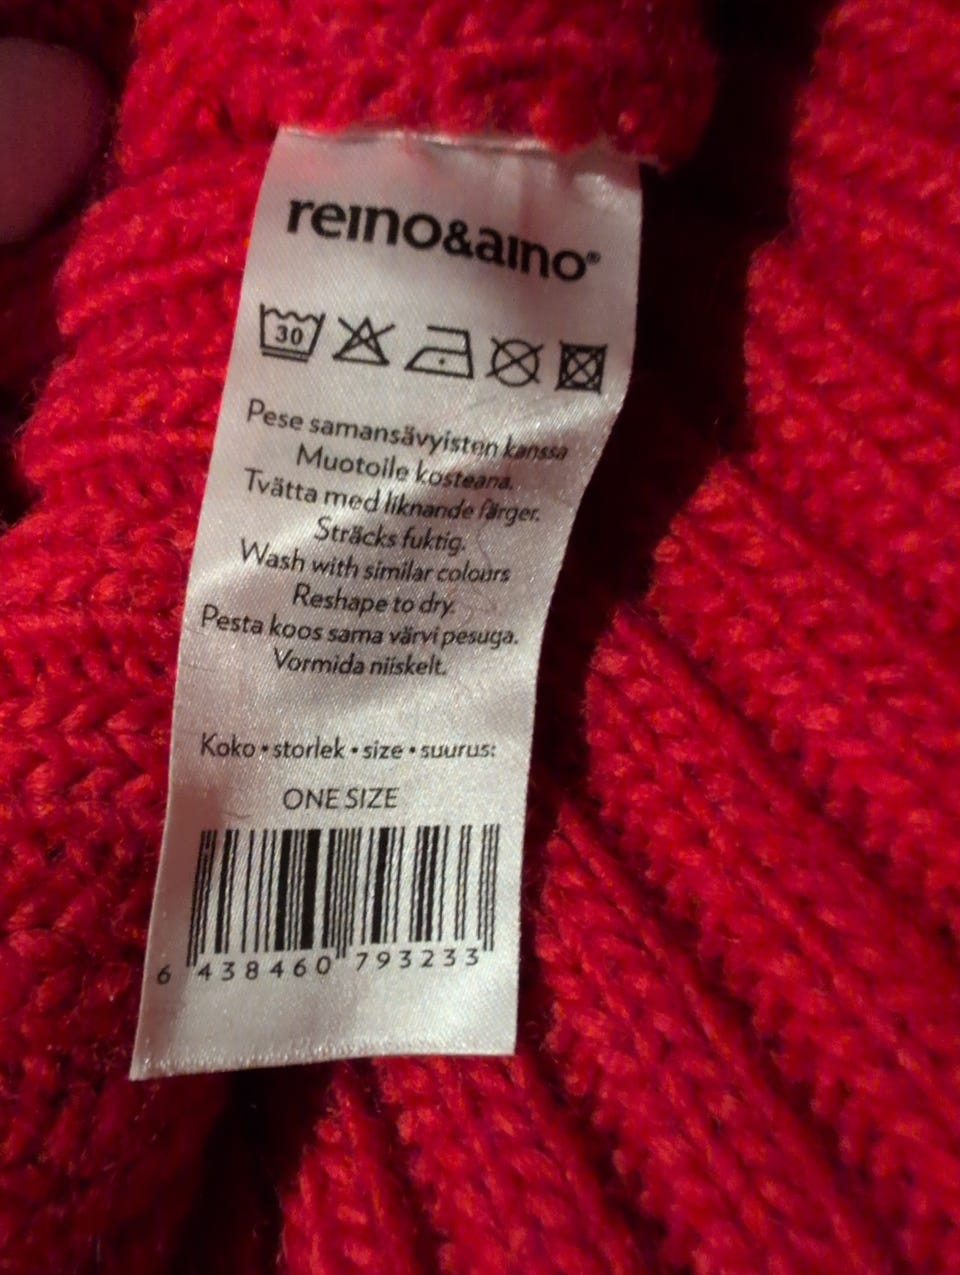 reino&aino®
30
Pese samansävyisten kanssa
Muotoile kosteana.
Tvätta med liknande färger.
Sträcks fuktig.
Wash with similar colours
Reshape to dry.
Pesta koos sama värvi pesuga.
Vormida niiskelt.
Koko • storlek • size • suurus:
ONE SIZE
6 438460 793233